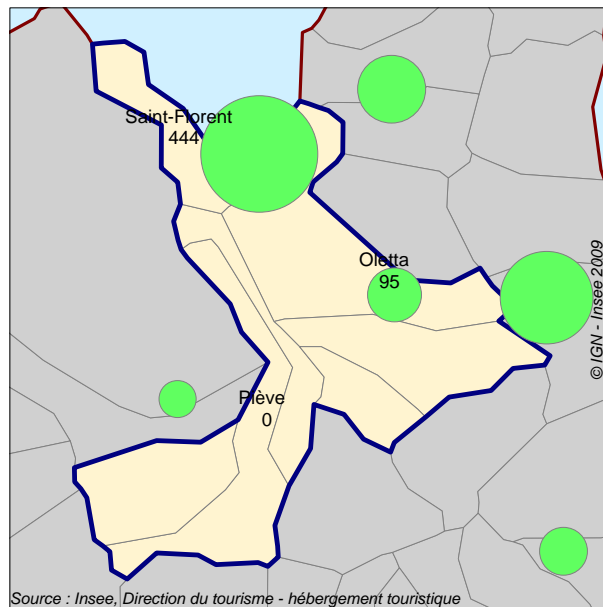 Saint-Florent
444
Oletta
95
Piève
0
© IGN - Insee 2009
Source : Insee, Direction du tourisme - hébergement touristique